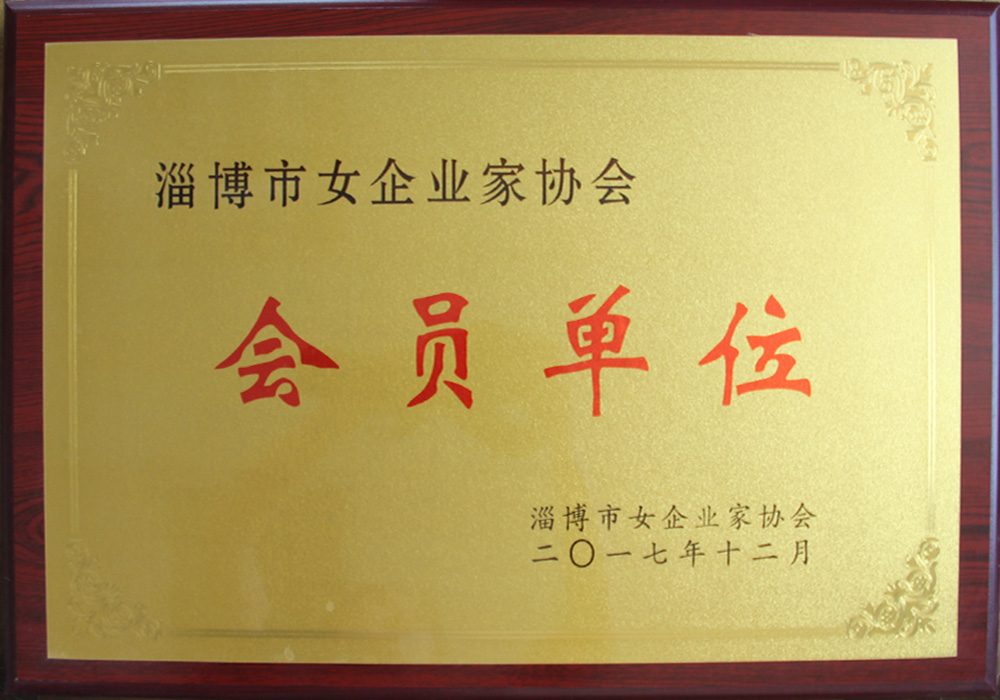 淄博市女企业家协会
会员单位
淄博市女企业家协会
二〇一七年十二月